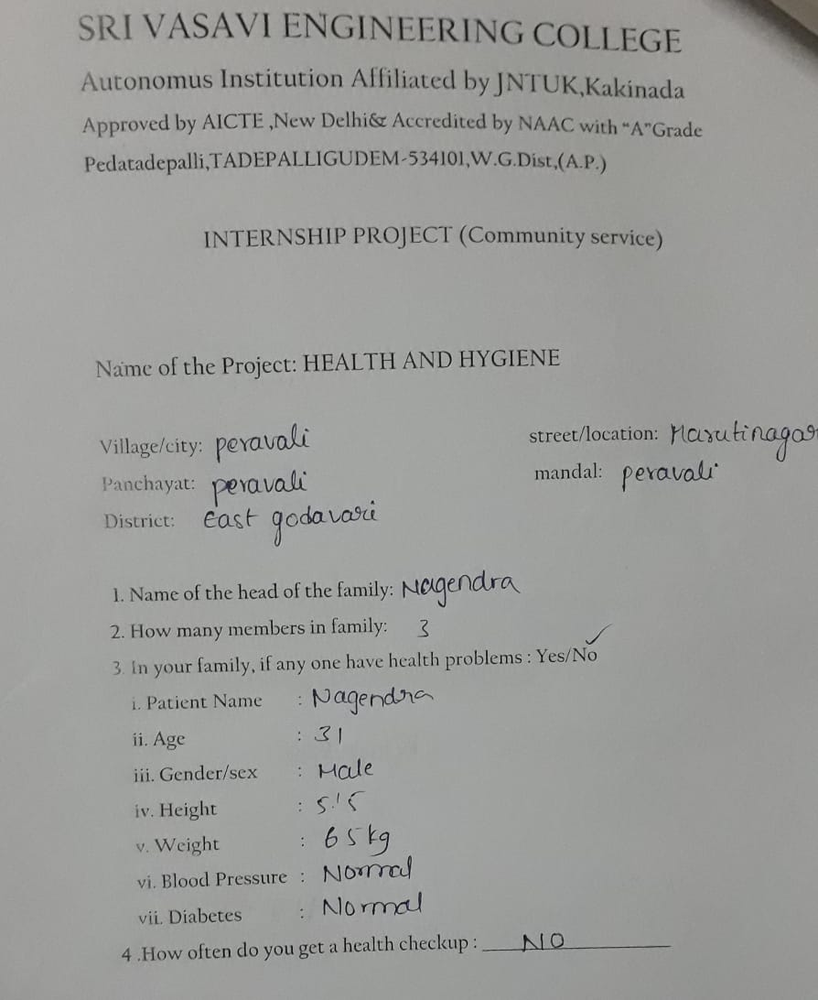 SRI VASAVI ENGINEERING COLLEGE
Autonomus Institution Affiliated by JNTUK,Kakinada
Approved by AICTE ,New Delhi& Accredited by NAAC with “A”Grade
Pedatadepalli,TADEPALLIGUDEM-534101,W.G.Dist,(A.P.)
INTERNSHIP PROJECT (Community service)
Name of the Project: HEALTH AND HYGIENE
Village/city: peravali street/location: Marutinagar
Panchayat: peravali mandal: peravali
District: East godavari
1. Name of the head of the family: Nagendra
2. How many members in family: 3
3. In your family, if any one have health problems : Yes/No
i. Patient Name : Nagendra
ii. Age : 31
iii. Gender/sex : Male
iv. Height : 5.'5
v. Weight : 65kg
vi. Blood Pressure : Normal
vii. Diabetes : Normal
4 .How often do you get a health checkup : NO